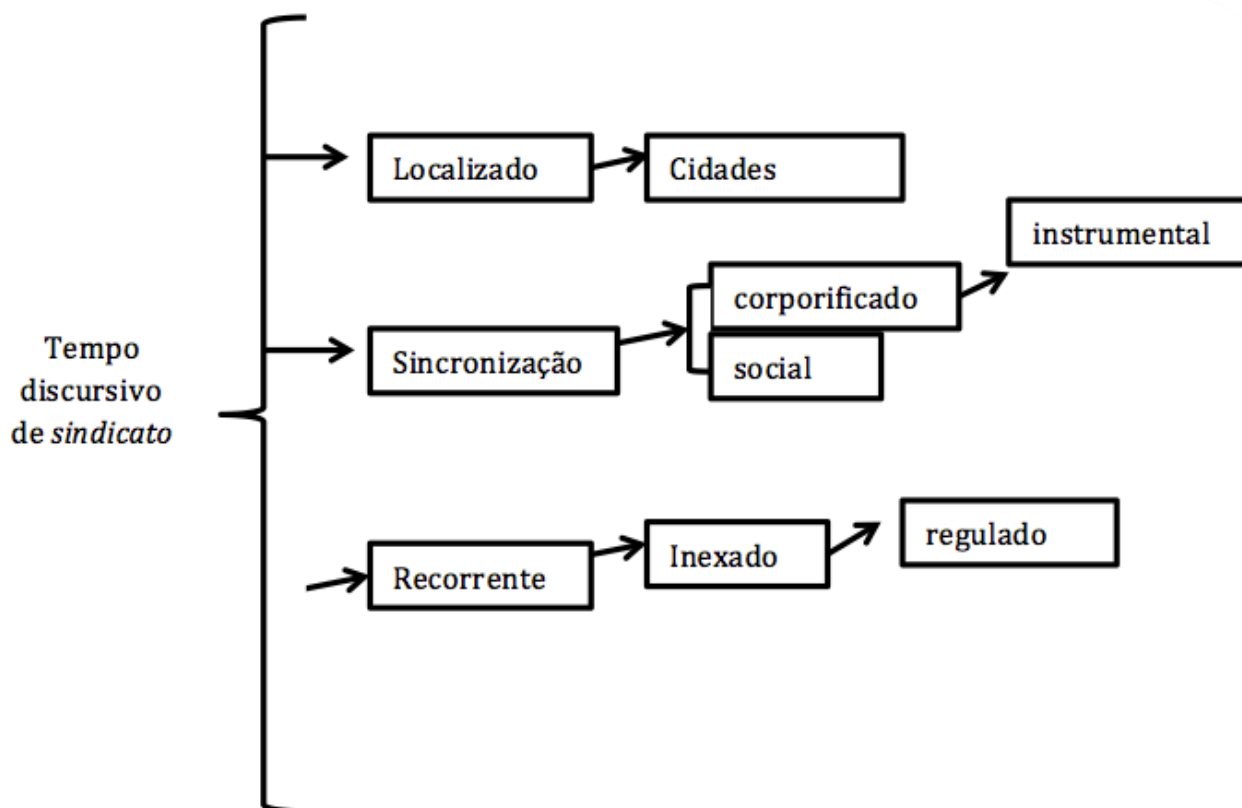 Localizado
Cidades
instrumental
corporificado
Sincronização
social
Tempo
discursivo
de sindicato
Recorrente
Inexado
regulado